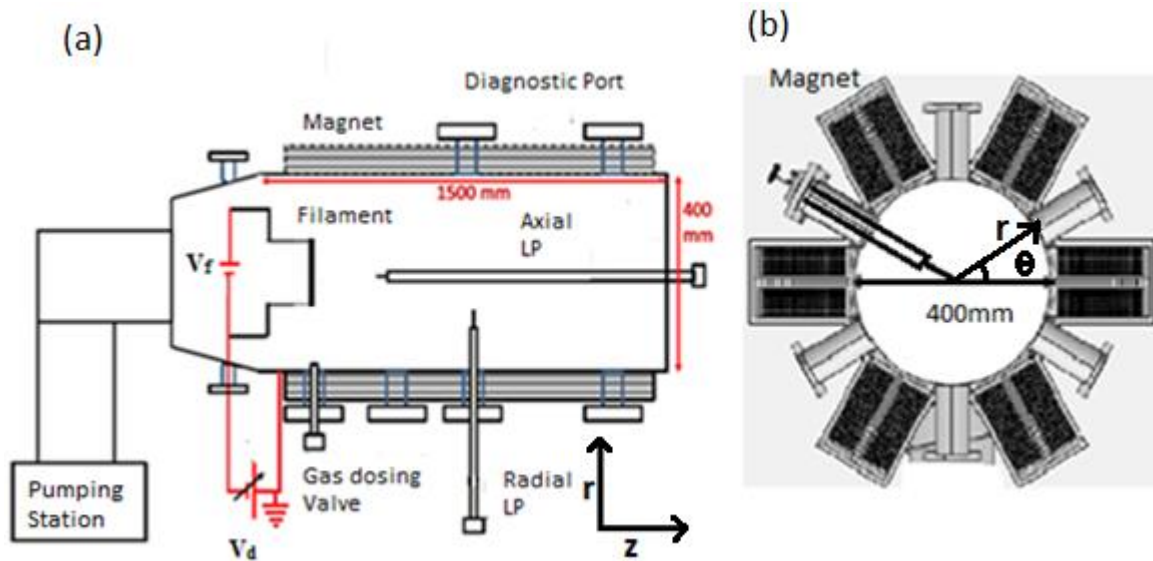 (a)
Diagnostic Port
Magnet
1500 mm
Filament
Axial
LP
400
mm
Vf
Gas dosing
Valve
Radial
LP
r
z
Pumping
Station
Vd
(b)
Magnet
r
θ
400mm